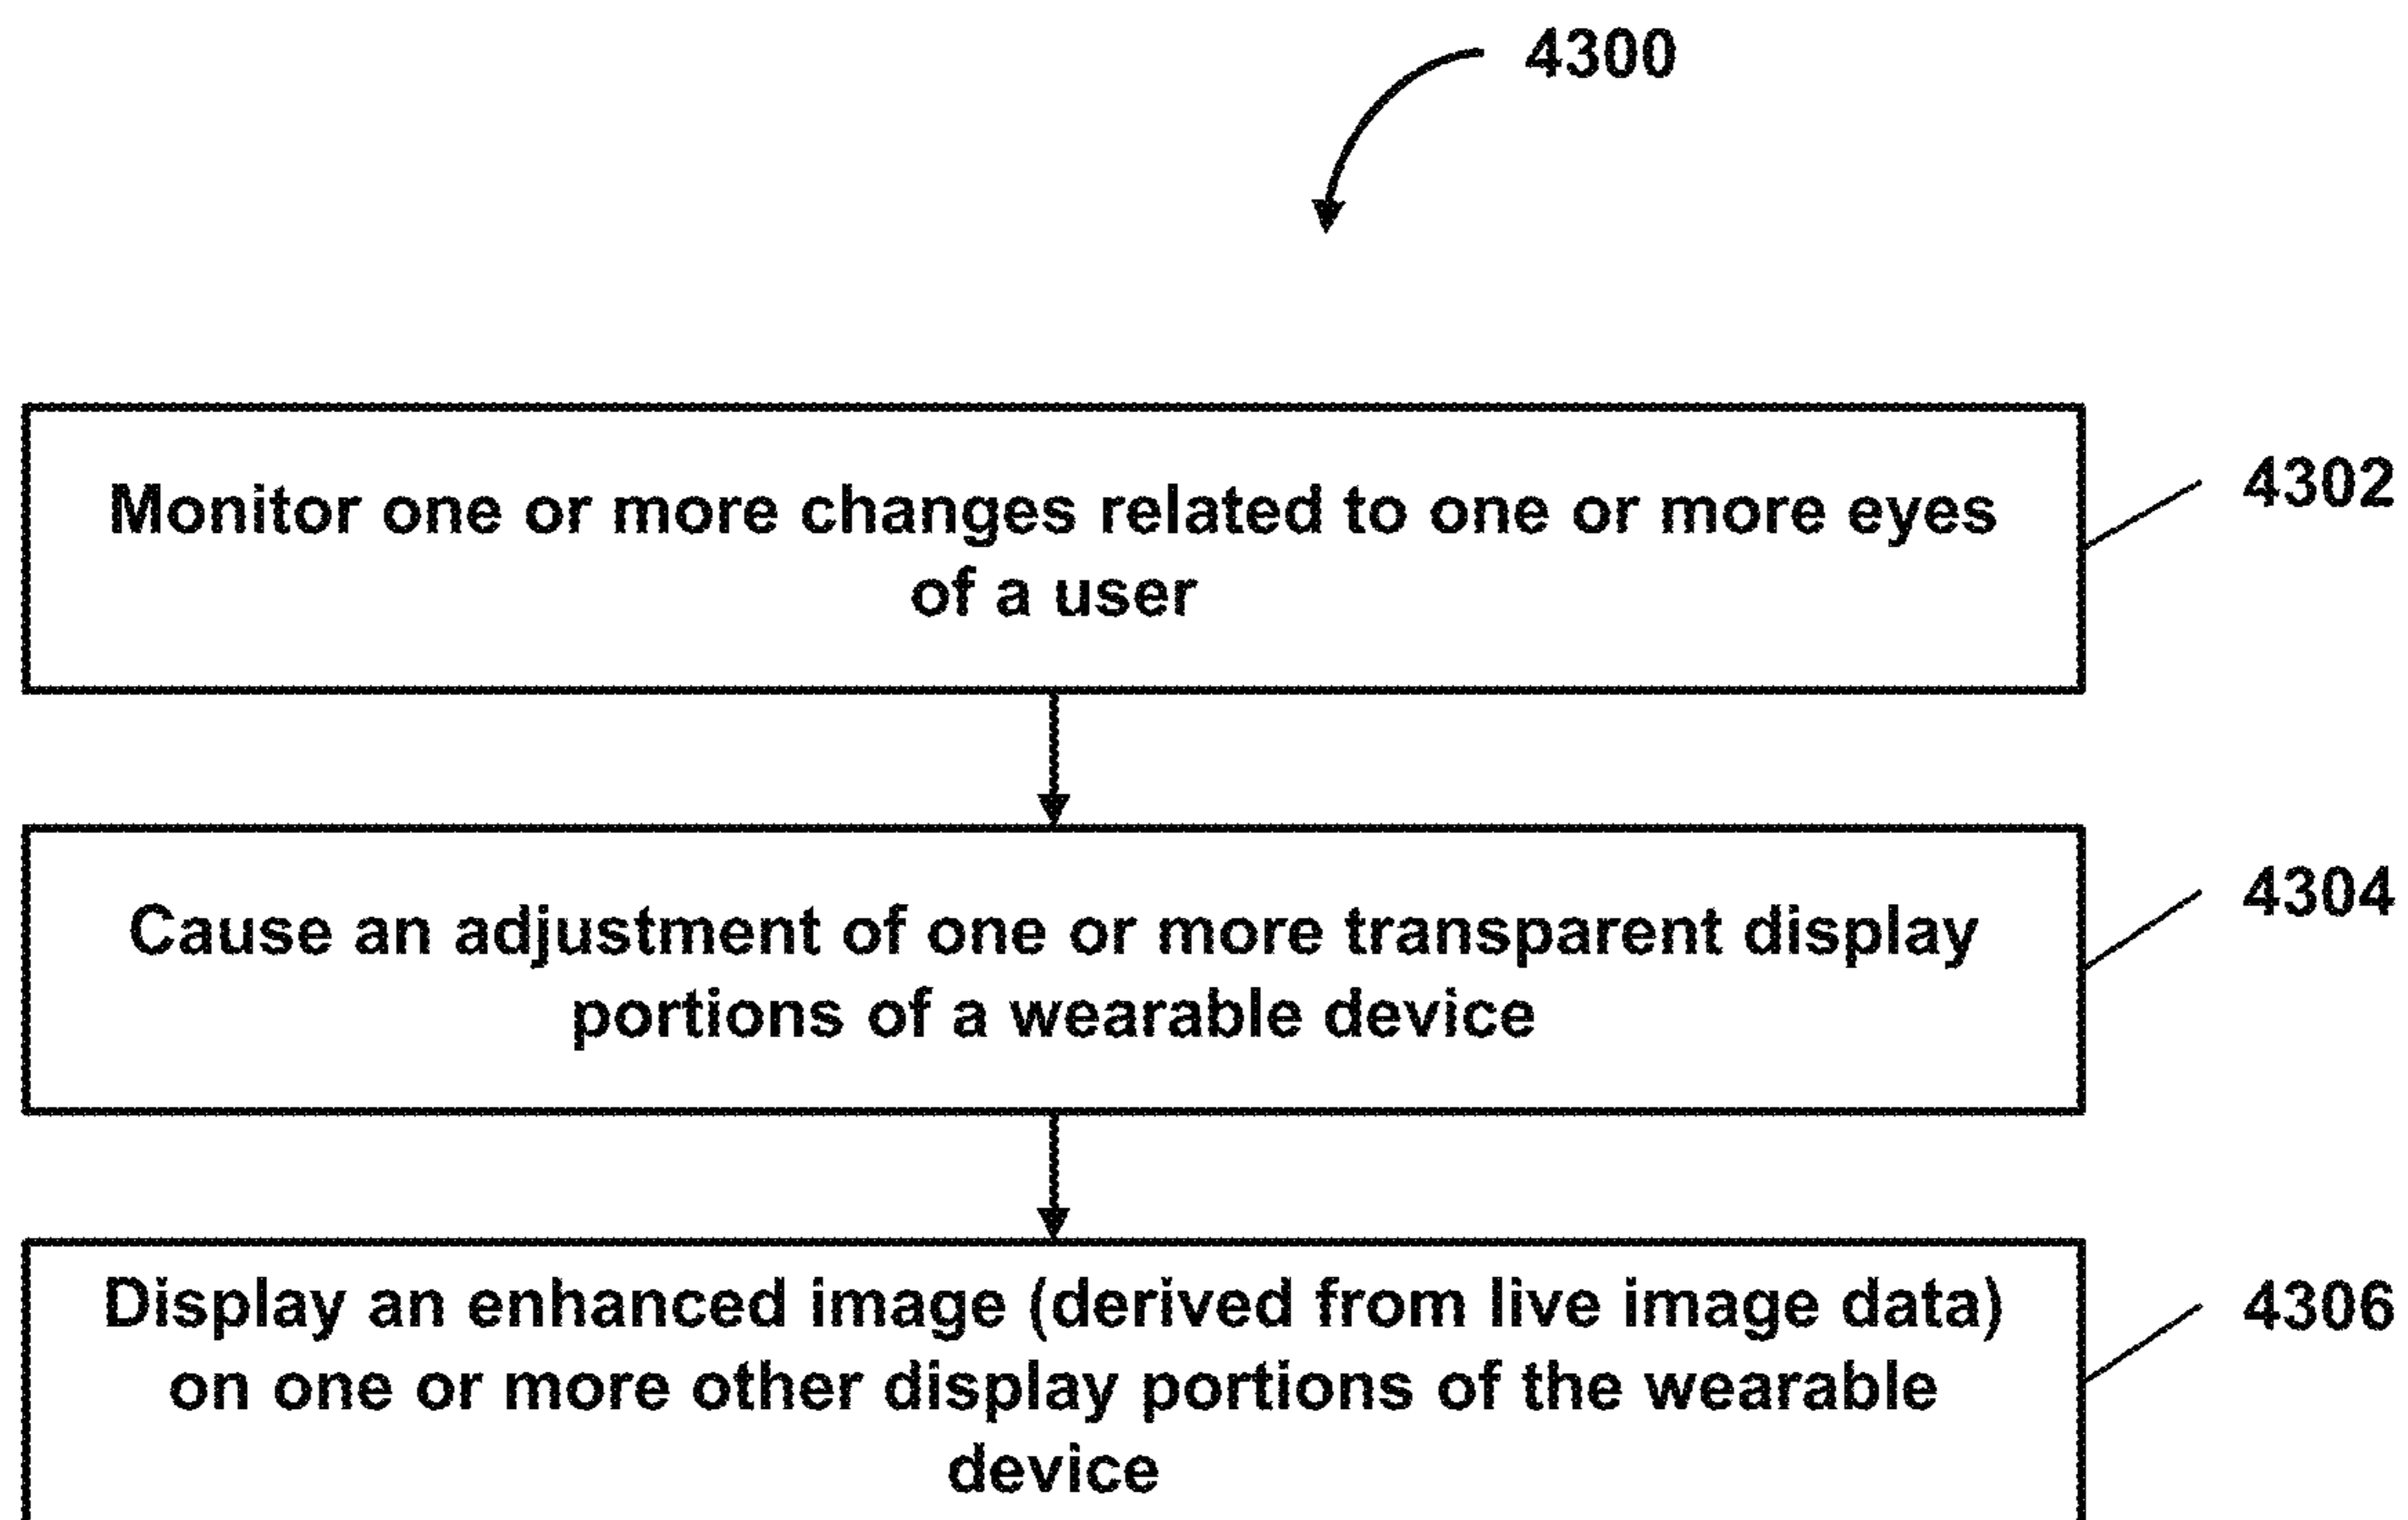 4300
Monitor one or more changes related to one or more eyes
of a user
4302
Cause an adjustment of one or more transparent display
portions of a wearable device
4304
Display an enhanced image (derived from live image data)
on one or more other display portions of the wearable
device
4306